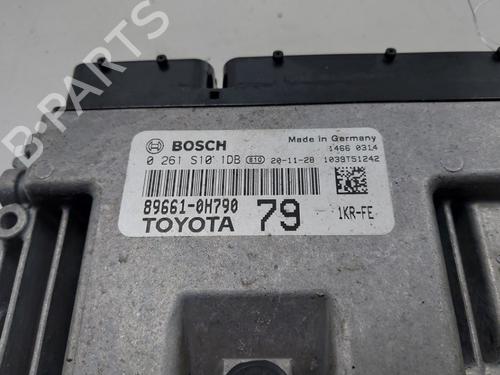 B-PARTS
BOSCH
Made in Germany
1466 0314
0 261 S10 1DB 610 20-11-28 1039T51242
89661-0H790
79
1KR-FE
TOYOTA